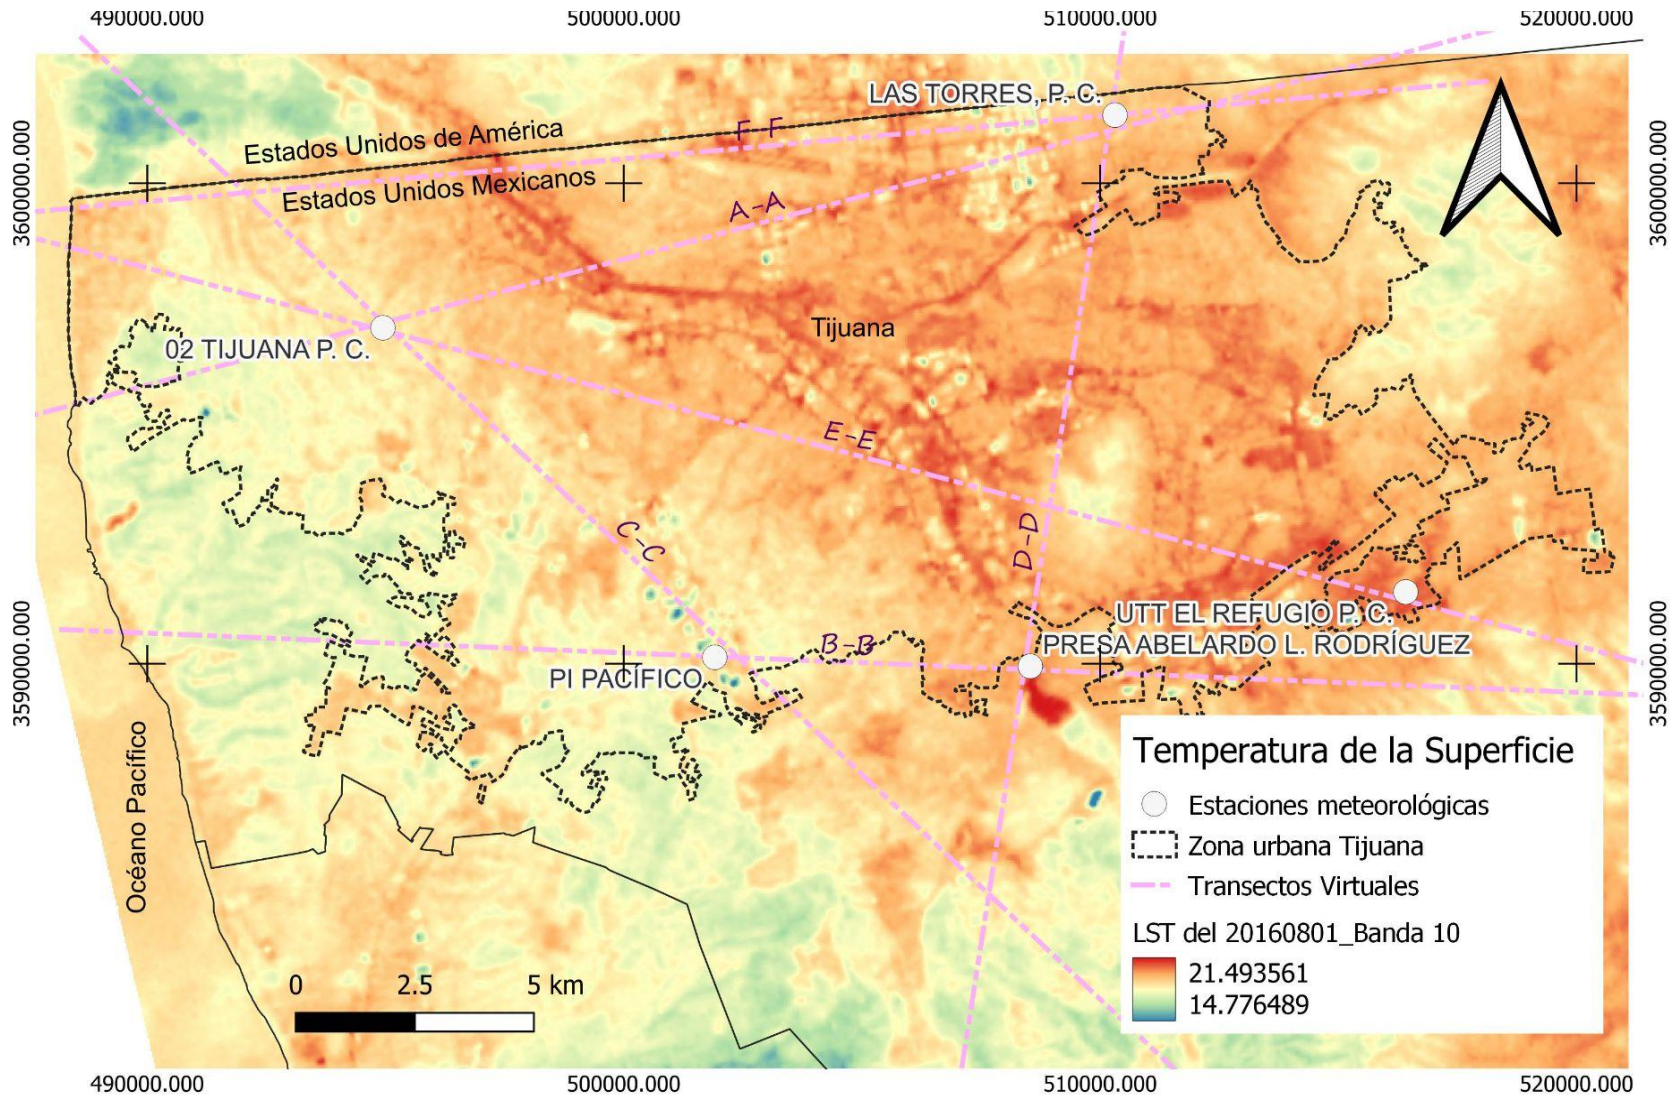 490000.000 500000.000 510000.000 520000.000
LAS TORRES, P. C.
3600000.000
3600000.000
Estados Unidos de América
F-F
Estados Unidos Mexicanos
A-A
02 TIJUANA P. C.
Tijuana
E-E
C-C
D-D
UTT EL REFUGIO P. C.
B-B
PRESA ABELARDO L. RODRÍGUEZ
PI PACÍFICO
3590000.000
3590000.000
Océano Pacífico
Temperatura de la Superficie
Estaciones meteorológicas
Zona urbana Tijuana
Transectos Virtuales
LST del 20160801_Banda 10
21.493561
14.776489
0 2.5 5 km
490000.000 500000.000 510000.000 520000.000